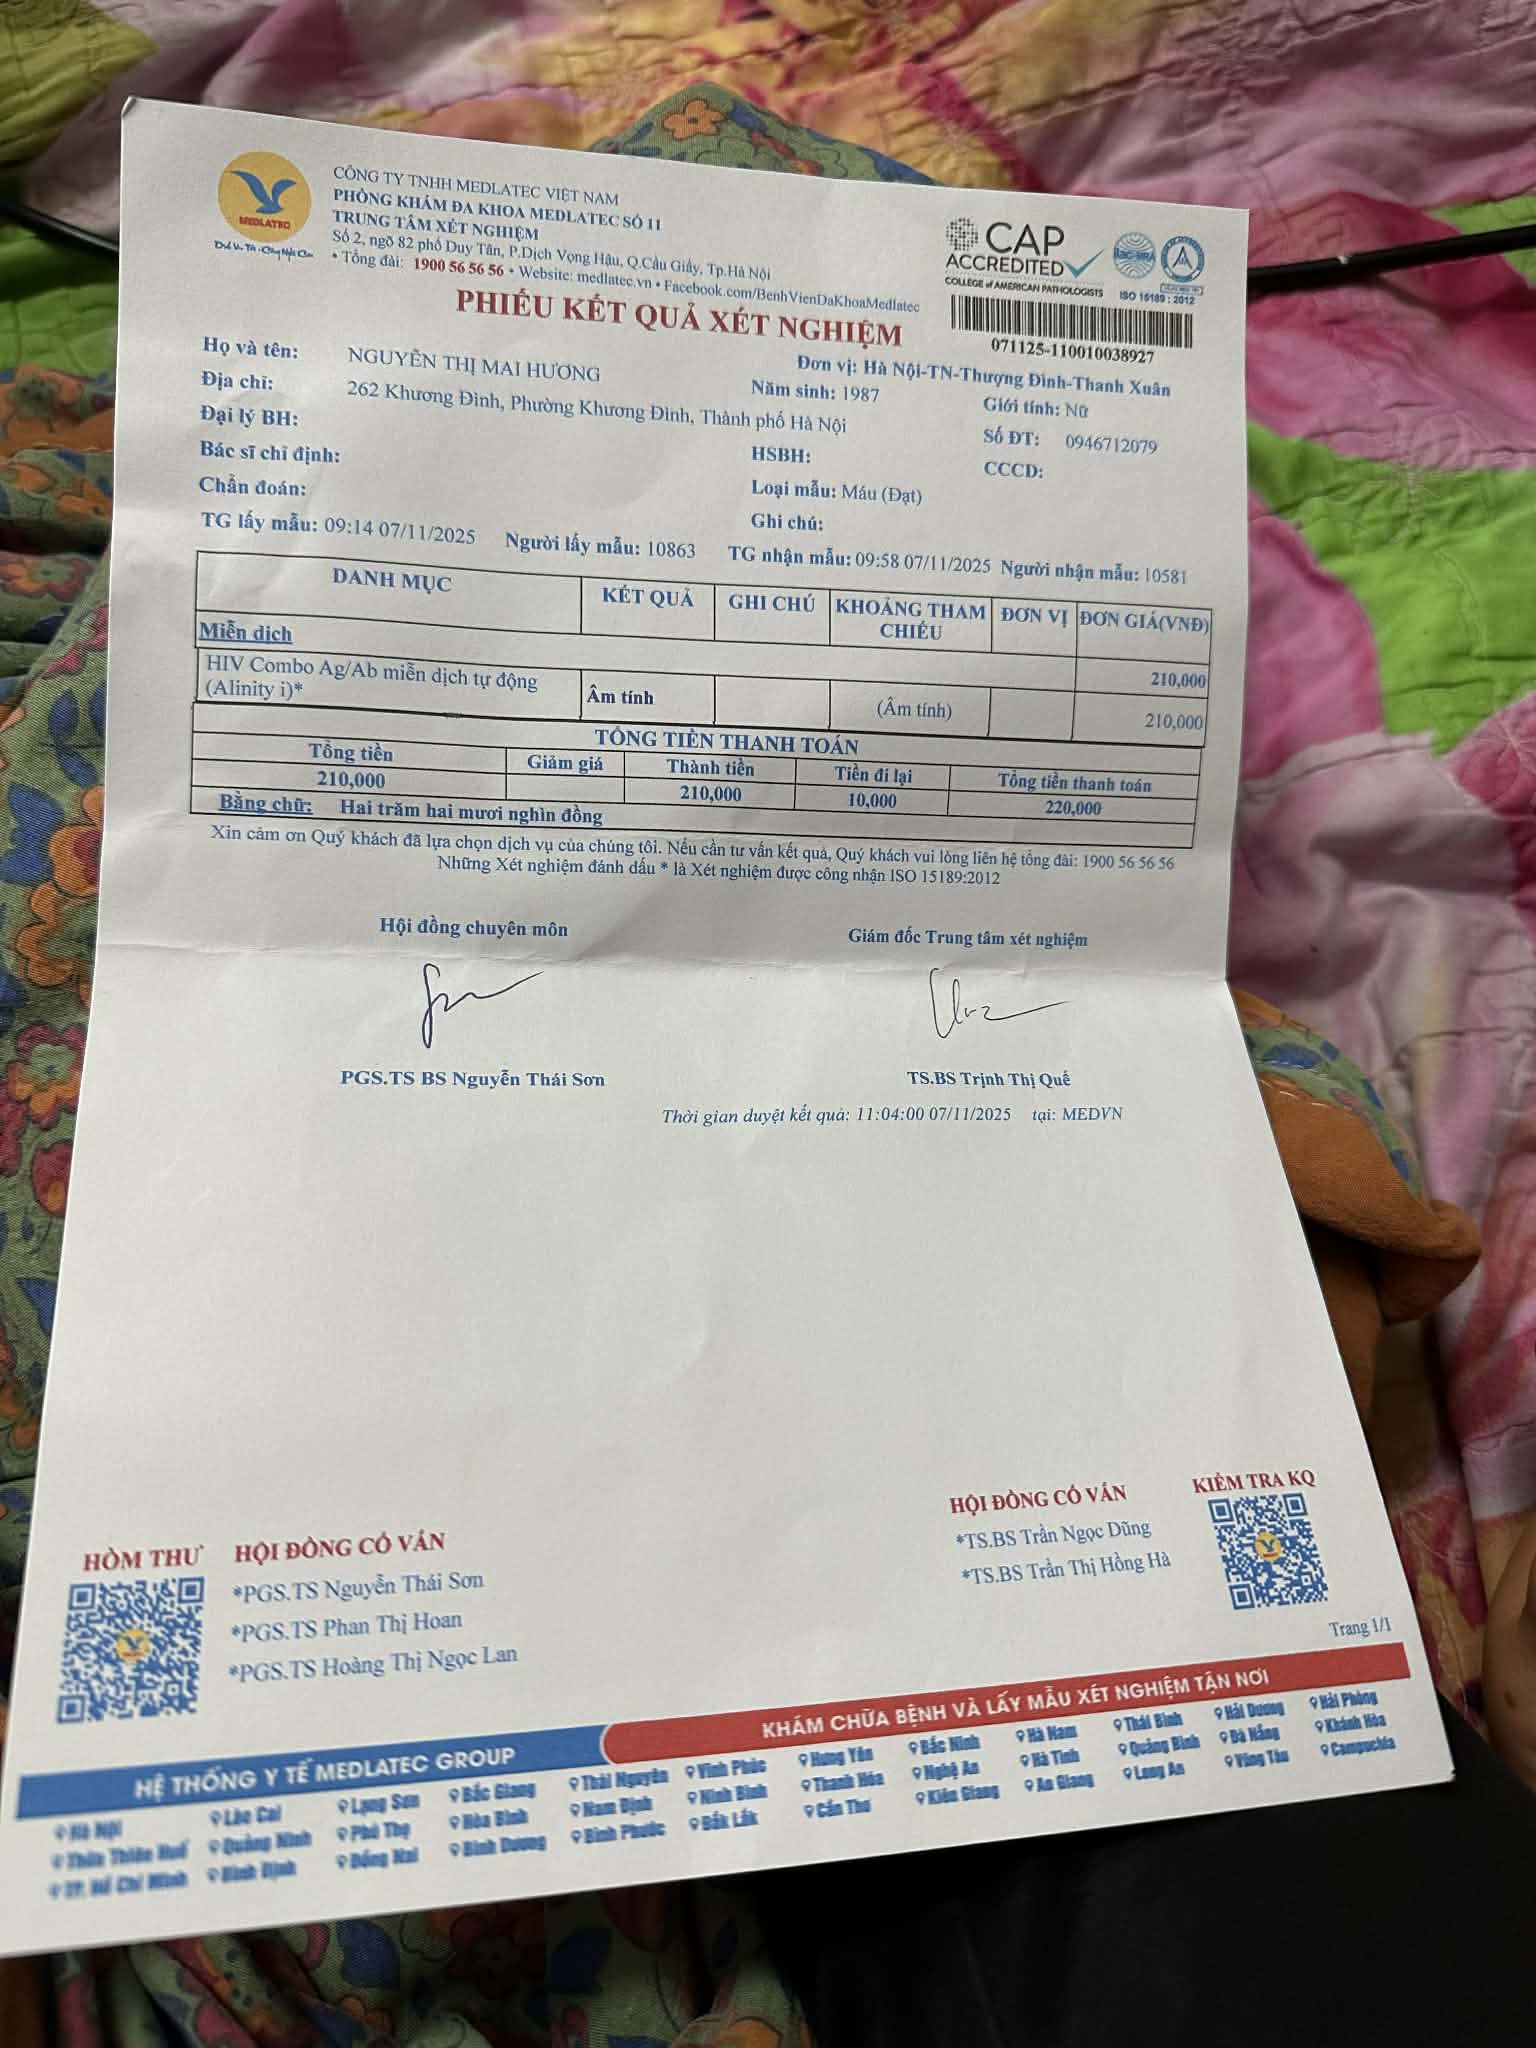 MEDLATEC
CÔNG TY TNHH MEDLATEC VIỆT NAM
PHÒNG KHÁM ĐA KHOA MEDLATEC SỐ 11
TRUNG TÂM XÉT NGHIỆM
Số 2, ngõ 82 phố Duy Tân, P.Dịch Vọng Hậu, Q.Cầu Giấy, Tp.Hà Nội
• Tổng đài: 1900 56 56 56 • Website: medlatec.vn • Facebook.com/BenhVienDaKhoaMedlatec
CAP
ACCREDITED
COLLEGE of AMERICAN PATHOLOGISTS
ilac-MRA
ISO 15189 : 2012
071125-110010038927
PHIẾU KẾT QUẢ XÉT NGHIỆM
Đơn vị: Hà Nội-TN-Thượng Đình-Thanh Xuân
Họ và tên: NGUYỄN THỊ MAI HƯƠNG Năm sinh: 1987 Giới tính: Nữ
Địa chỉ: 262 Khương Đình, Phường Khương Đình, Thành phố Hà Nội Số ĐT: 0946712079
Đại lý BH: HSBH: CCCD:
Bác sĩ chỉ định: Loại mẫu: Máu (Đạt)
Chẩn đoán: Ghi chú:
TG lấy mẫu: 09:14 07/11/2025 Người lấy mẫu: 10863 TG nhận mẫu: 09:58 07/11/2025 Người nhận mẫu: 10581
DANH MỤC KẾT QUẢ GHI CHÚ KHOẢNG THAM CHIẾU ĐƠN VỊ ĐƠN GIÁ(VNĐ)
Miễn dịch 210,000
HIV Combo Ag/Ab miễn dịch tự động (Alinity i)* Âm tính (Âm tính) 210,000
TỔNG TIỀN THANH TOÁN
Tổng tiền Giảm giá Thành tiền Tiền đi lại Tổng tiền thanh toán
210,000 210,000 10,000 220,000
Bằng chữ: Hai trăm hai mươi nghìn đồng
Xin cảm ơn Quý khách đã lựa chọn dịch vụ của chúng tôi. Nếu cần tư vấn kết quả, Quý khách vui lòng liên hệ tổng đài: 1900 56 56 56
Những Xét nghiệm đánh dấu * là Xét nghiệm được công nhận ISO 15189:2012
Hội đồng chuyên môn Giám đốc Trung tâm xét nghiệm
PGS.TS BS Nguyễn Thái Sơn TS.BS Trịnh Thị Quế
Thời gian duyệt kết quả: 11:04:00 07/11/2025 tại: MEDVN
HÒM THƯ
HỘI ĐỒNG CỐ VẤN
*PGS.TS Nguyễn Thái Sơn
*PGS.TS Phan Thị Hoan
*PGS.TS Hoàng Thị Ngọc Lan
HỘI ĐỒNG CỐ VẤN
*TS.BS Trần Ngọc Dũng
*TS.BS Trần Thị Hồng Hà
KIỂM TRA KQ
Trang 1/1
HỆ THỐNG Y TẾ MEDLATEC GROUP
KHÁM CHỮA BỆNH VÀ LẤY MẪU XÉT NGHIỆM TẬN NƠI
Hà Nội Lào Cai Lạng Sơn Bắc Giang Thái Nguyên Vĩnh Phúc Hưng Yên Bắc Ninh Hà Nam Thái Bình Hải Dương Hải Phòng
Thừa Thiên Huế Quảng Ninh Phú Thọ Hòa Bình Nam Định Ninh Bình Thanh Hóa Nghệ An Hà Tĩnh Quảng Bình Đà Nẵng Khánh Hòa
TP. Hồ Chí Minh Bình Định Đồng Nai Bình Dương Bình Phước Đắk Lắk Cần Thơ Kiên Giang An Giang Long An Vũng Tàu Campuchia